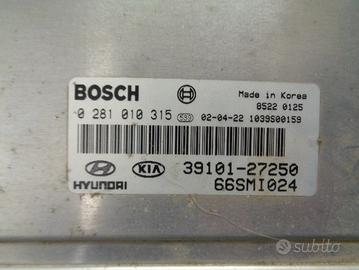 BOSCH
Made in Korea
8522 0125
0 281 010 315
02-04-22 1039S00159
HYUNDAI KIA
39101-27250
66SMI024
subito